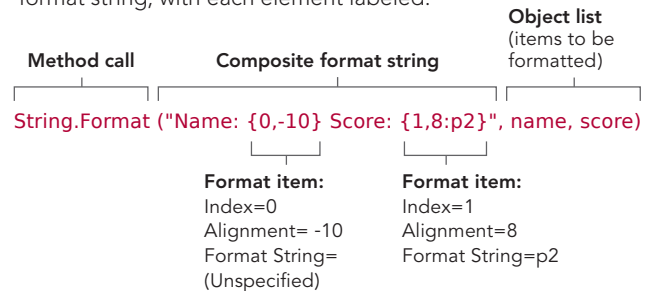 format string, with each element labeled:
Object list
(items to be
formatted)
Method call
Composite format string
String.Format ("Name: {0,-10} Score: {1,8:p2}", name, score)
Format item:
Index=0
Alignment= -10
Format String=
(Unspecified)
Format item:
Index=1
Alignment=8
Format String=p2